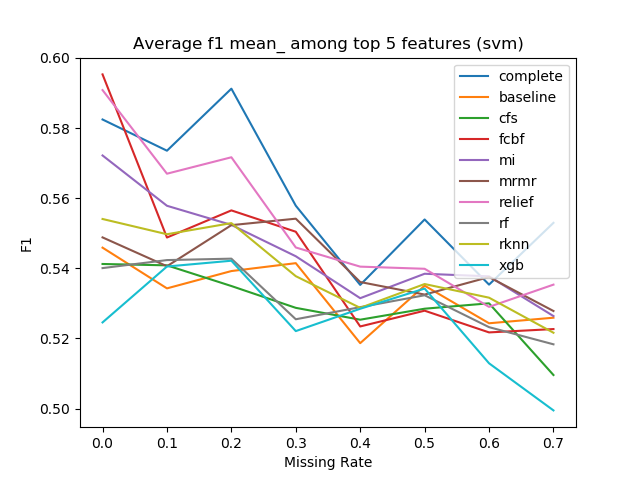 Average f1 mean_ among top 5 features (svm)
0.60
0.58
0.56
0.54
0.52
0.50
F1
complete
baseline
cfs
fcbf
mi
mrmr
relief
rf
rknn
xgb
0.0 0.1 0.2 0.3 0.4 0.5 0.6 0.7
Missing Rate